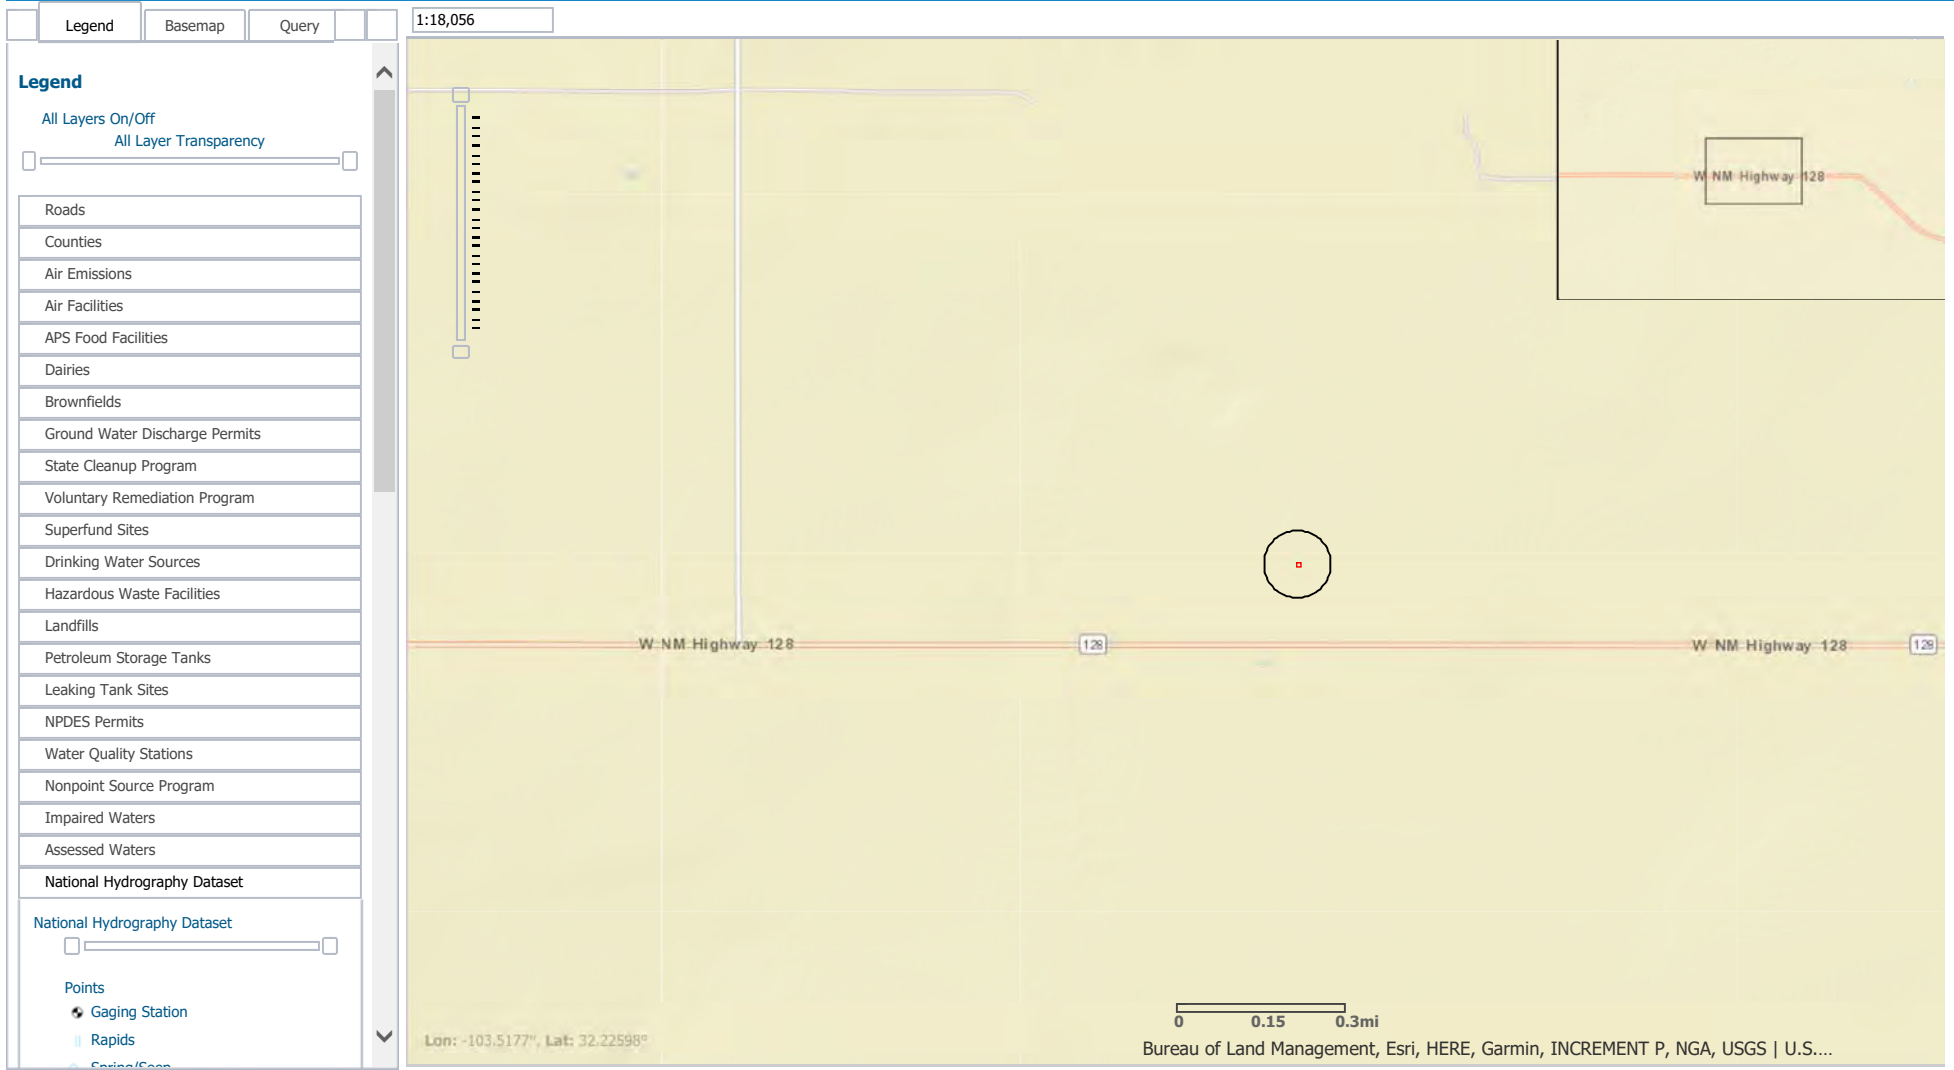 Legend
Basemap
Query
1:18,056
Legend
All Layers On/Off
All Layer Transparency
Roads
Counties
Air Emissions
Air Facilities
APS Food Facilities
Dairies
Brownfields
Ground Water Discharge Permits
State Cleanup Program
Voluntary Remediation Program
Superfund Sites
Drinking Water Sources
Hazardous Waste Facilities
Landfills
Petroleum Storage Tanks
Leaking Tank Sites
NPDES Permits
Water Quality Stations
Nonpoint Source Program
Impaired Waters
Assessed Waters
National Hydrography Dataset
National Hydrography Dataset
Points
Gaging Station
Rapids
Spring/Seep
W NM Highway 128
W NM Highway 128
128
W NM Highway 128
128
0 0.15 0.3mi
Lon: -103.5177°, Lat: 32.22598°
Bureau of Land Management, Esri, HERE, Garmin, INCREMENT P, NGA, USGS | U.S....